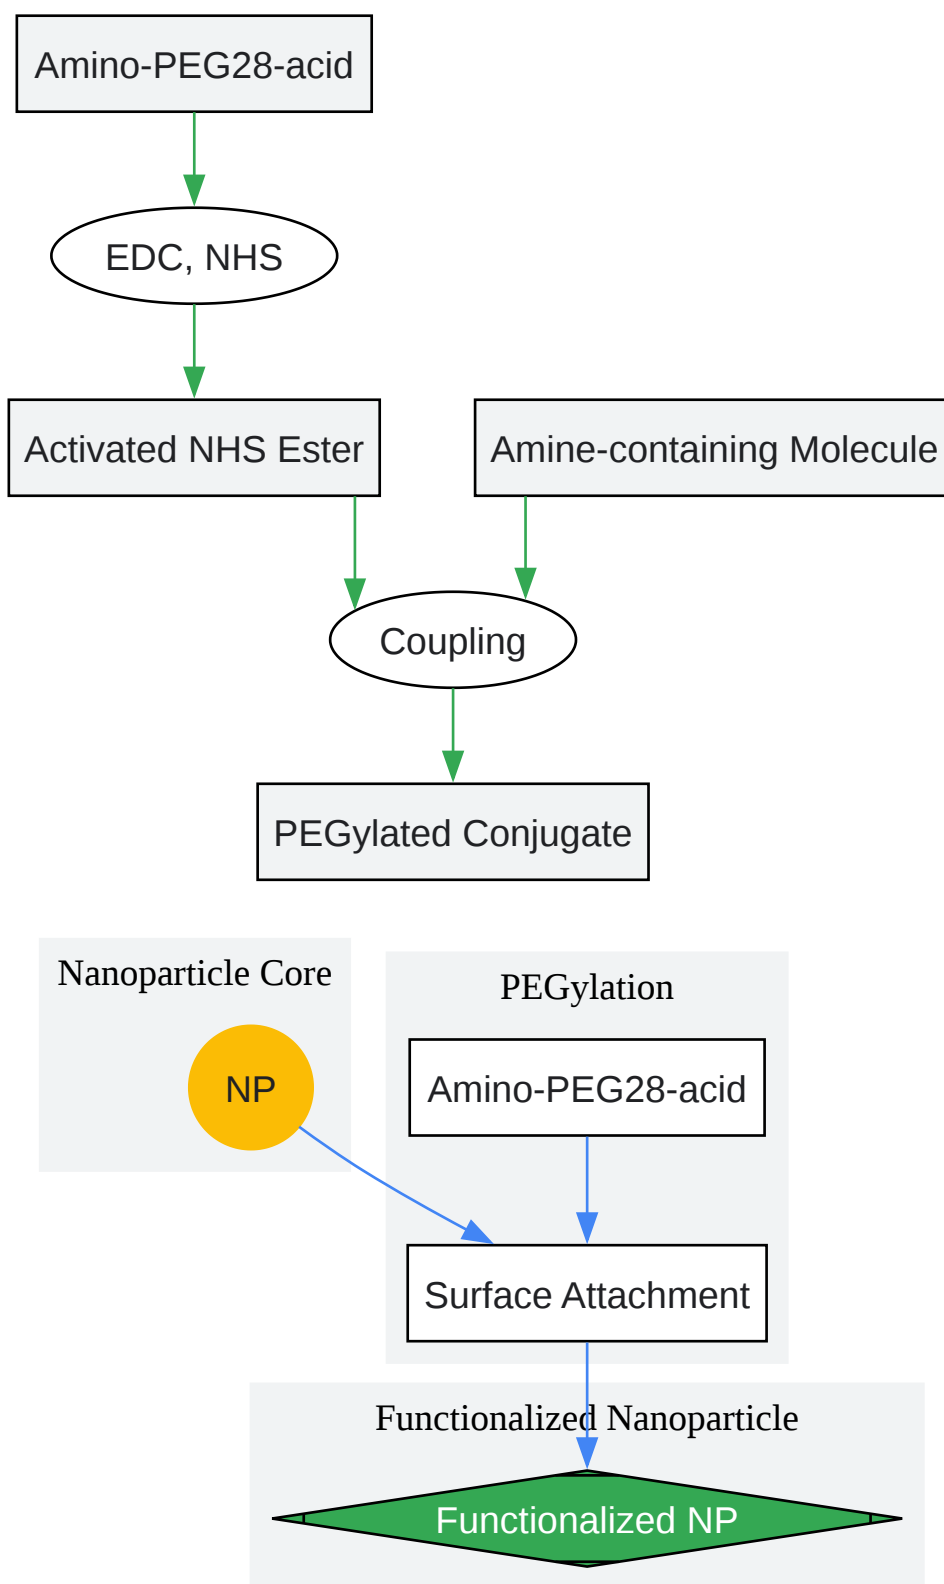 Amino-PEG28-acid
EDC, NHS
Activated NHS Ester
Amine-containing Molecule
Coupling
PEGylated Conjugate
Nanoparticle Core
NP
PEGylation
Amino-PEG28-acid
Surface Attachment
Functionalized Nanoparticle
Functionalized NP